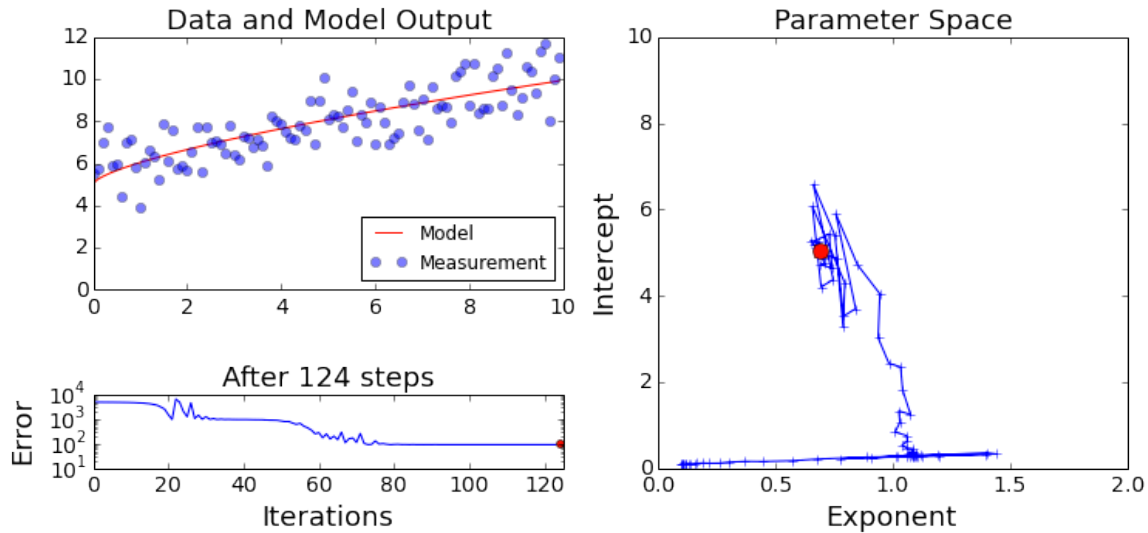 Data and Model Output
12
10
8
6
4
2
0
0 2 4 6 8 10
Model
Measurement
After 124 steps
Error
10^4
10^3
10^2
10^1
0 20 40 60 80 100 120
Iterations
Parameter Space
Intercept
10
8
6
4
2
0
0.0 0.5 1.0 1.5 2.0
Exponent